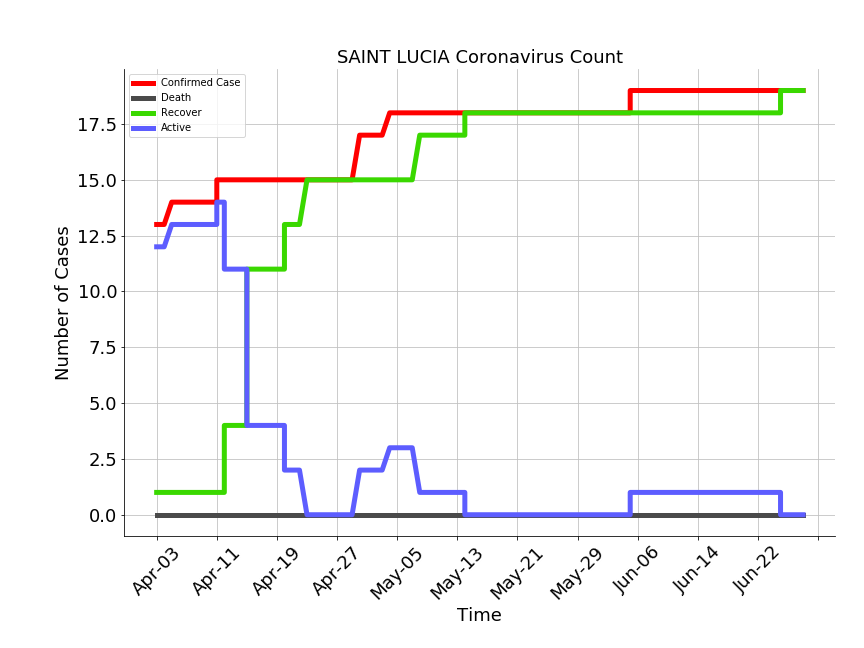 SAINT LUCIA Coronavirus Count
Confirmed Case
Death
Recover
Active
17.5
15.0
12.5
10.0
7.5
5.0
2.5
0.0
Number of Cases
Apr-03
Apr-11
Apr-19
Apr-27
May-05
May-13
May-21
May-29
Jun-06
Jun-14
Jun-22
Time